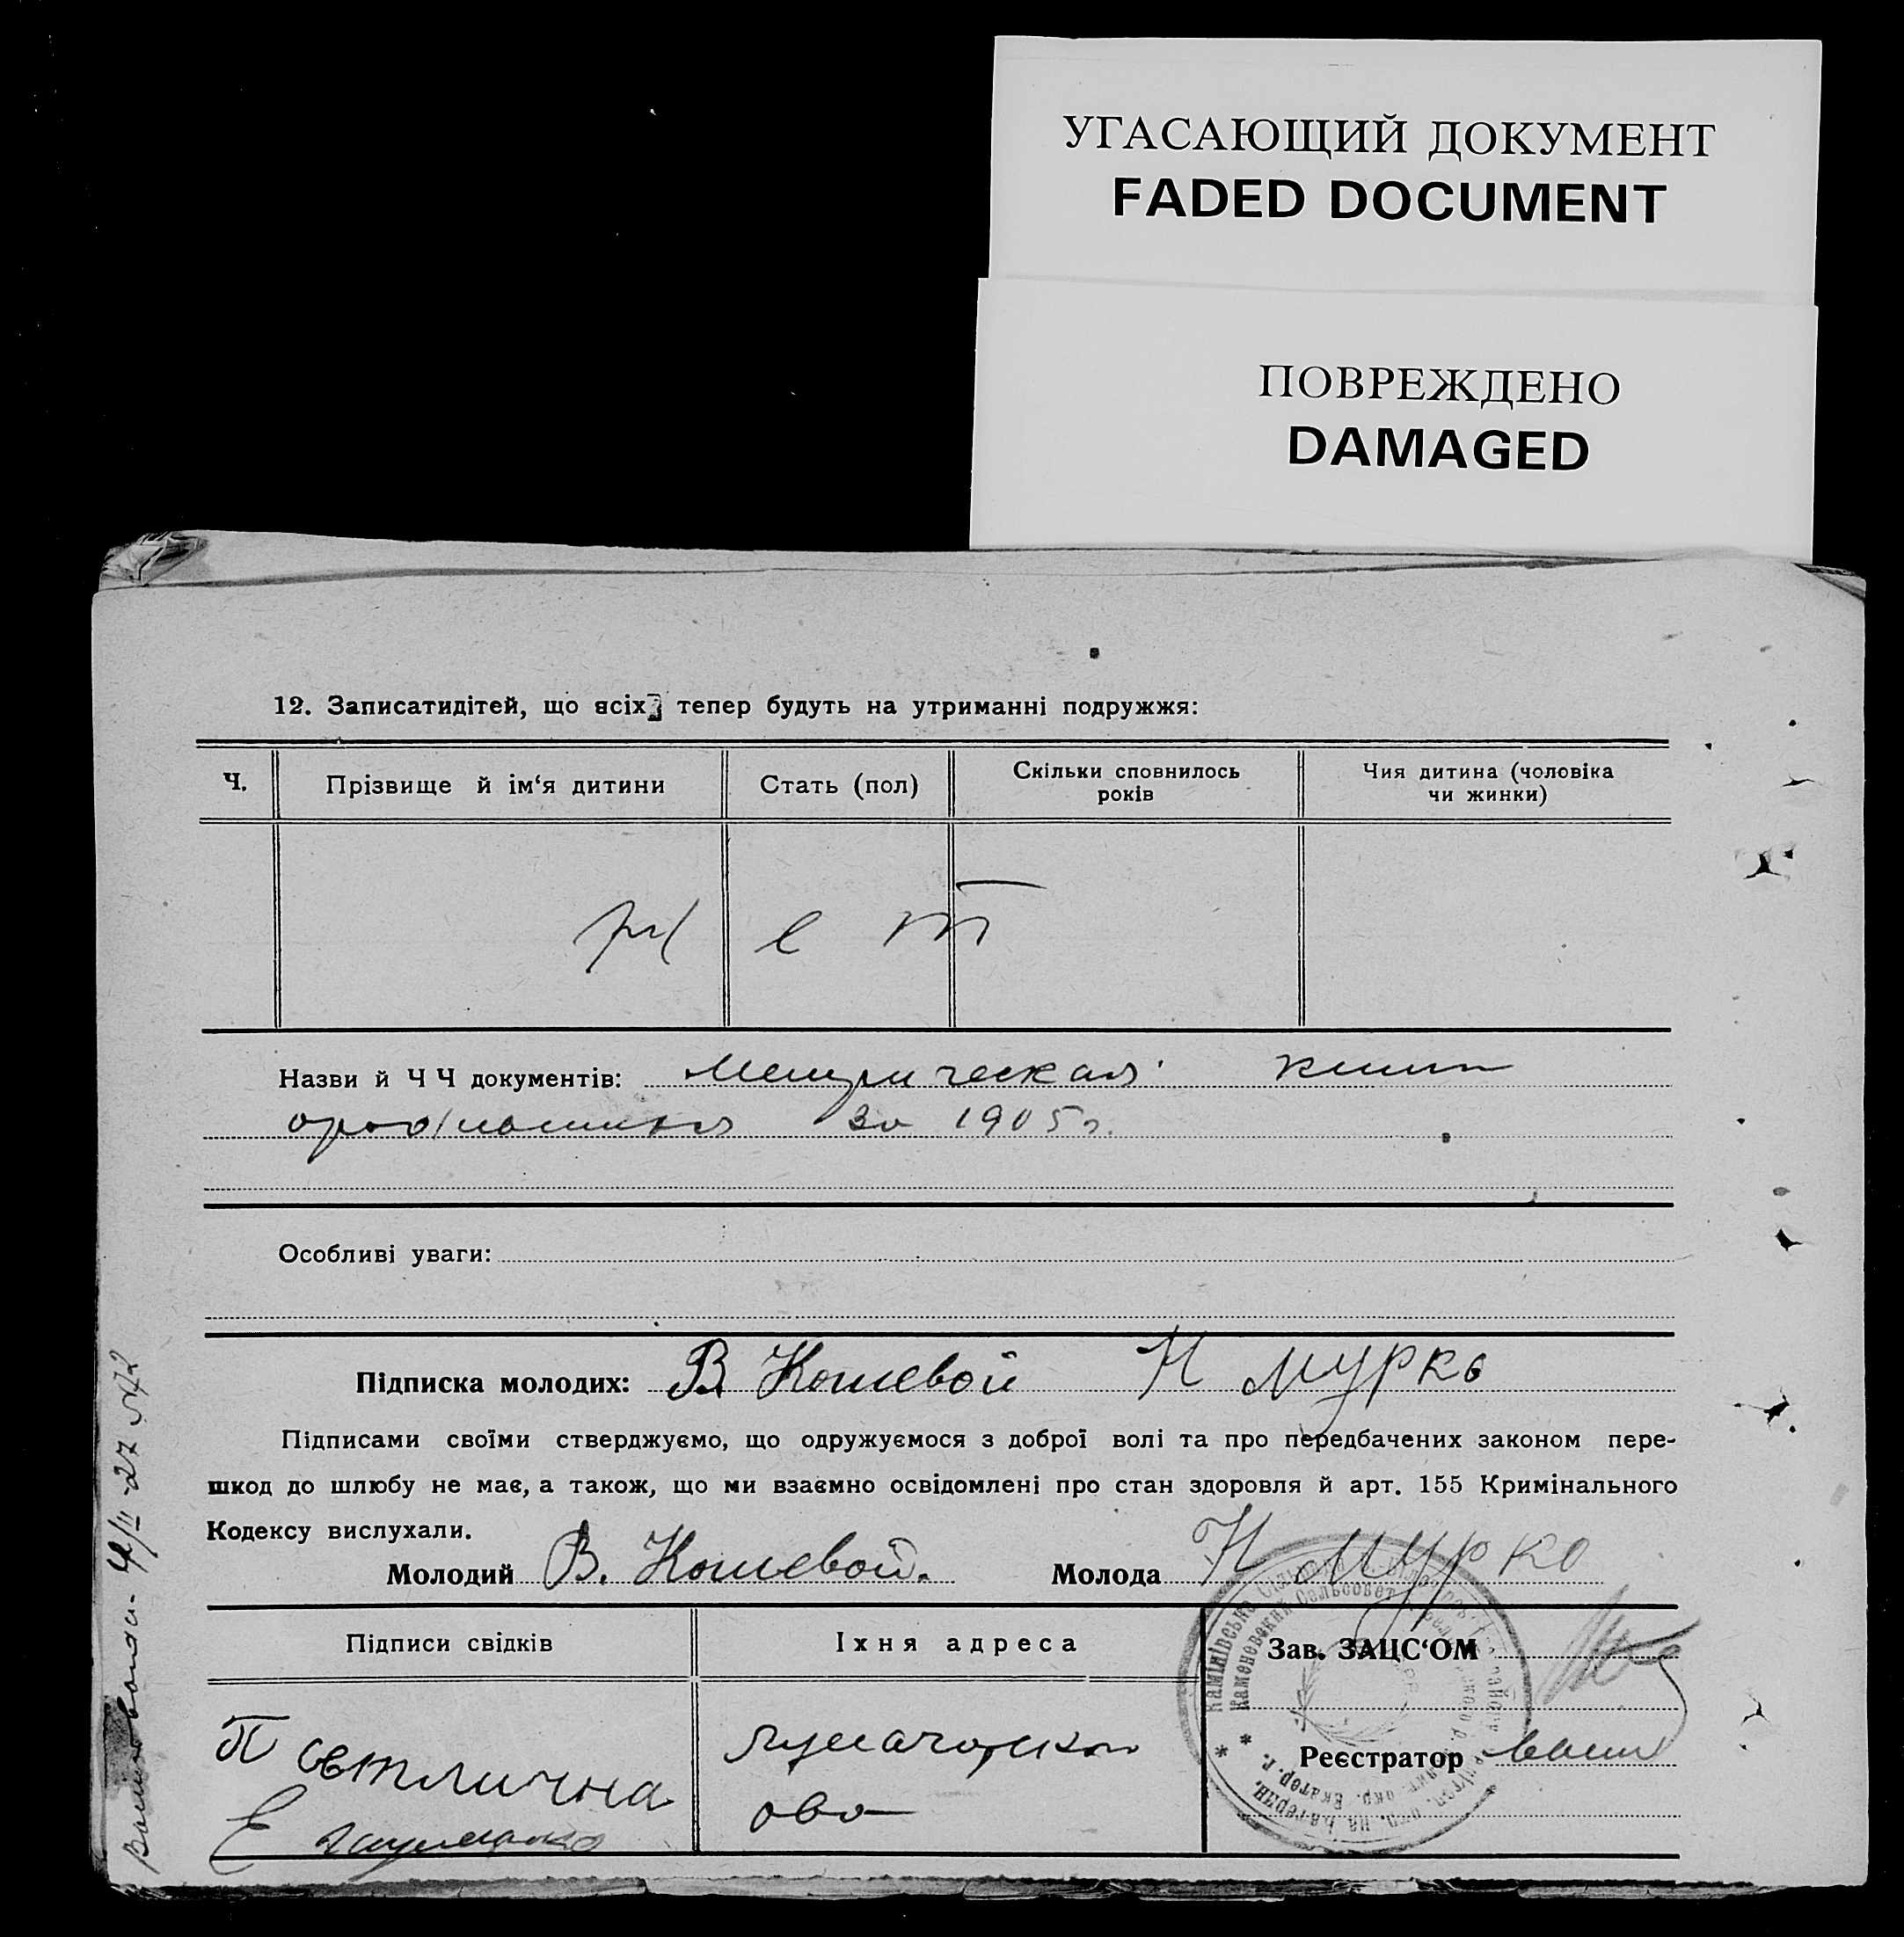 УГАСАЮЩИЙ ДОКУМЕНТ
FADED DOCUMENT
ПОВРЕЖДЕНО
DAMAGED
12. Записатидітей, що всіх тепер будуть на утриманні подружжя:
Ч. Прізвище й ім‘я дитини Стать (пол) Скільки сповнилось років Чия дитина (чоловіка чи жинки)
Нет
Назви й Ч Ч документів: Метрическая книга
за 1905 г.
Особливі уваги:
Підписка молодих: В. Кошевой Н Мурко
Підписами своїми стверджуємо, що одружуємося з доброї волі та про передбачених законом пере-
шкод до шлюбу не має, а також, що ми взаємно освідомлені про стан здоровля й арт. 155 Кримінального
Кодексу вислухали.
Молодий В. Кошевой. Молода Н Мурко
Підписи свідків Їхня адреса Зав. ЗАЦС‘ОМ
П Светлична
Реєстратор
Е
Каменевский Сельсовет